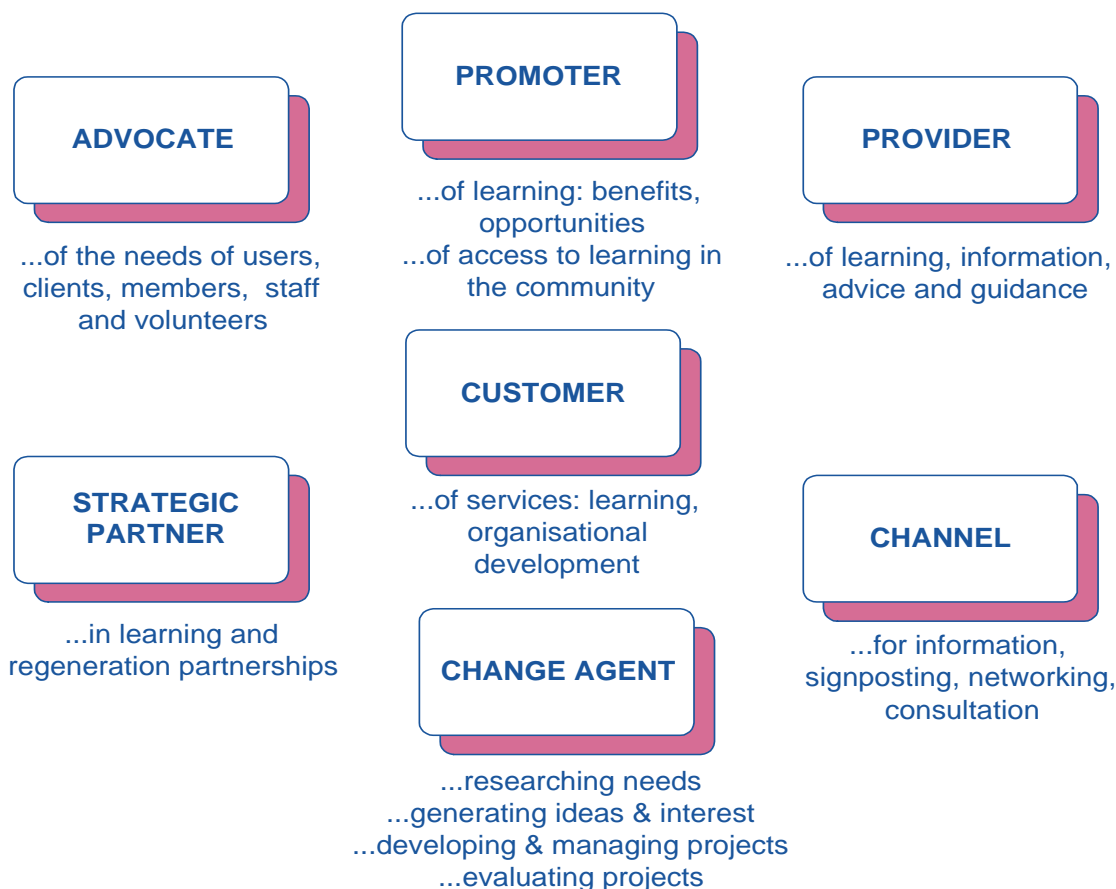 ADVOCATE
...of the needs of users,
clients, members, staff
and volunteers
PROMOTER
...of learning: benefits,
opportunities
...of access to learning in
the community
PROVIDER
...of learning, information,
advice and guidance
STRATEGIC
PARTNER
...in learning and
regeneration partnerships
CUSTOMER
...of services: learning,
organisational
development
CHANNEL
...for information,
signposting, networking,
consultation
CHANGE AGENT
...researching needs
...generating ideas & interest
...developing & managing projects
...evaluating projects